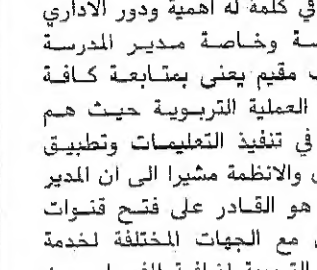 في كلمة له اهمية ودور الاداري
وخاصة مدير المدرسة
مقيم يعنى بمتابعة كافة
العملية التربوية حيث هم
في تنفيذ التعليمات وتطبيق
والانظمة مشيرا الى ان المدير
هو القادر على فتح قنوات
مع الجهات المختلفة لخدمة